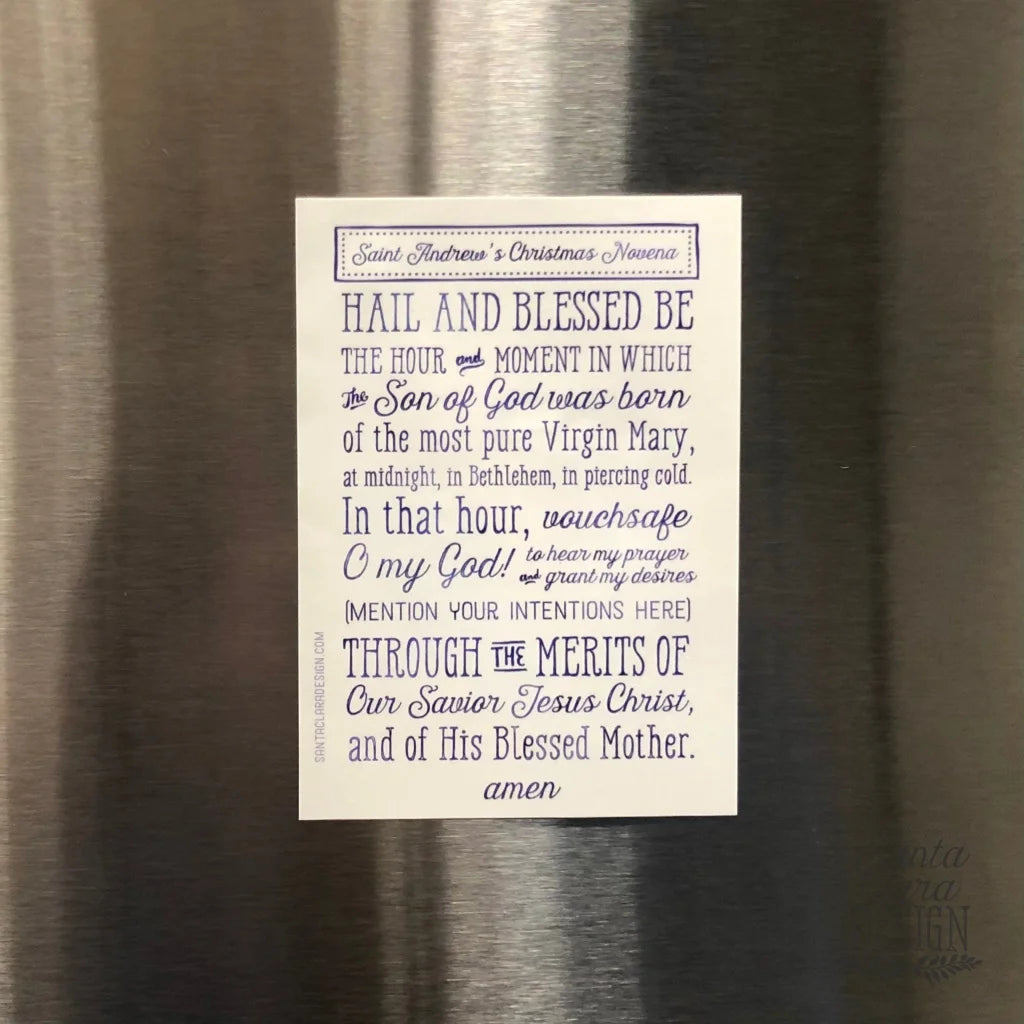 Saint Andrew's Christmas Novena
HAIL AND BLESSED BE
THE HOUR and MOMENT IN WHICH
The Son of God was born
of the most pure Virgin Mary,
at midnight, in Bethlehem, in piercing cold.
In that hour, vouchsafe
O my God! to hear my prayer
and grant my desires
(MENTION YOUR INTENTIONS HERE)
THROUGH THE MERITS OF
Our Savior Jesus Christ,
and of His Blessed Mother.
amen
SANTACLARADESIGN.COM